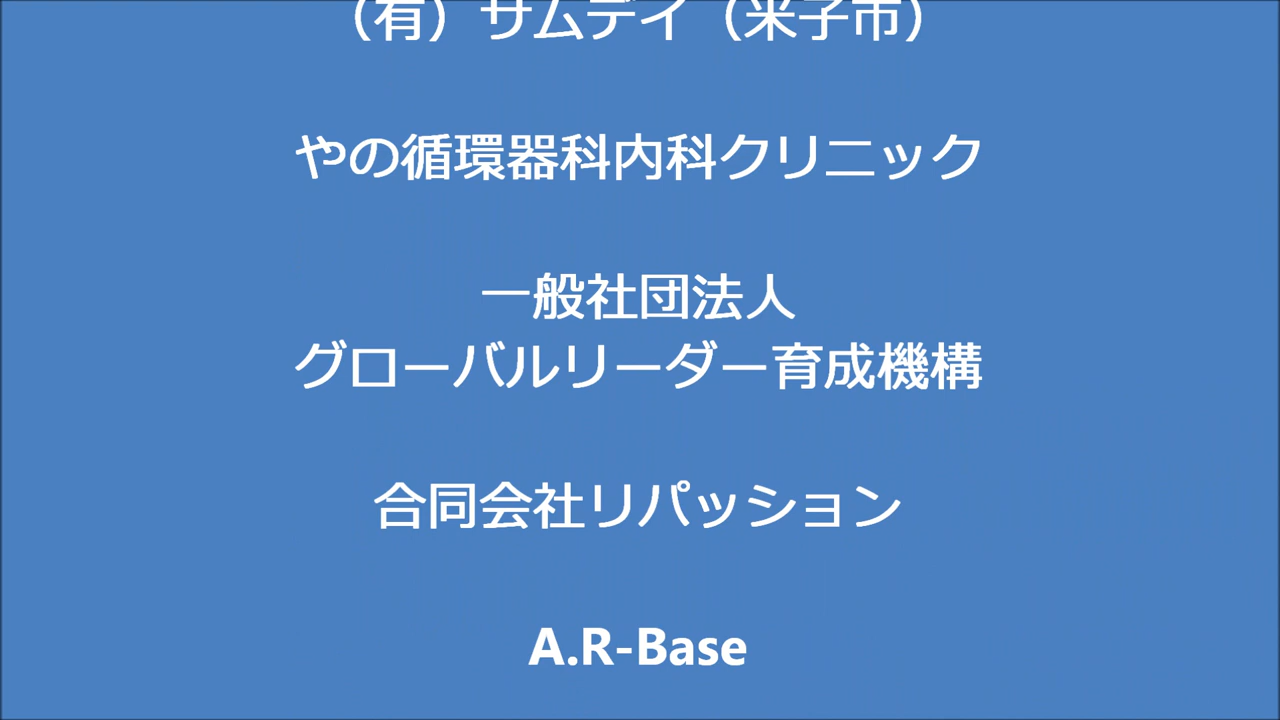 （有）サムデイ（米子市）
やの循環器科内科クリニック
一般社団法人
グローバルリーダー育成機構
合同会社リパッション
A.R-Base